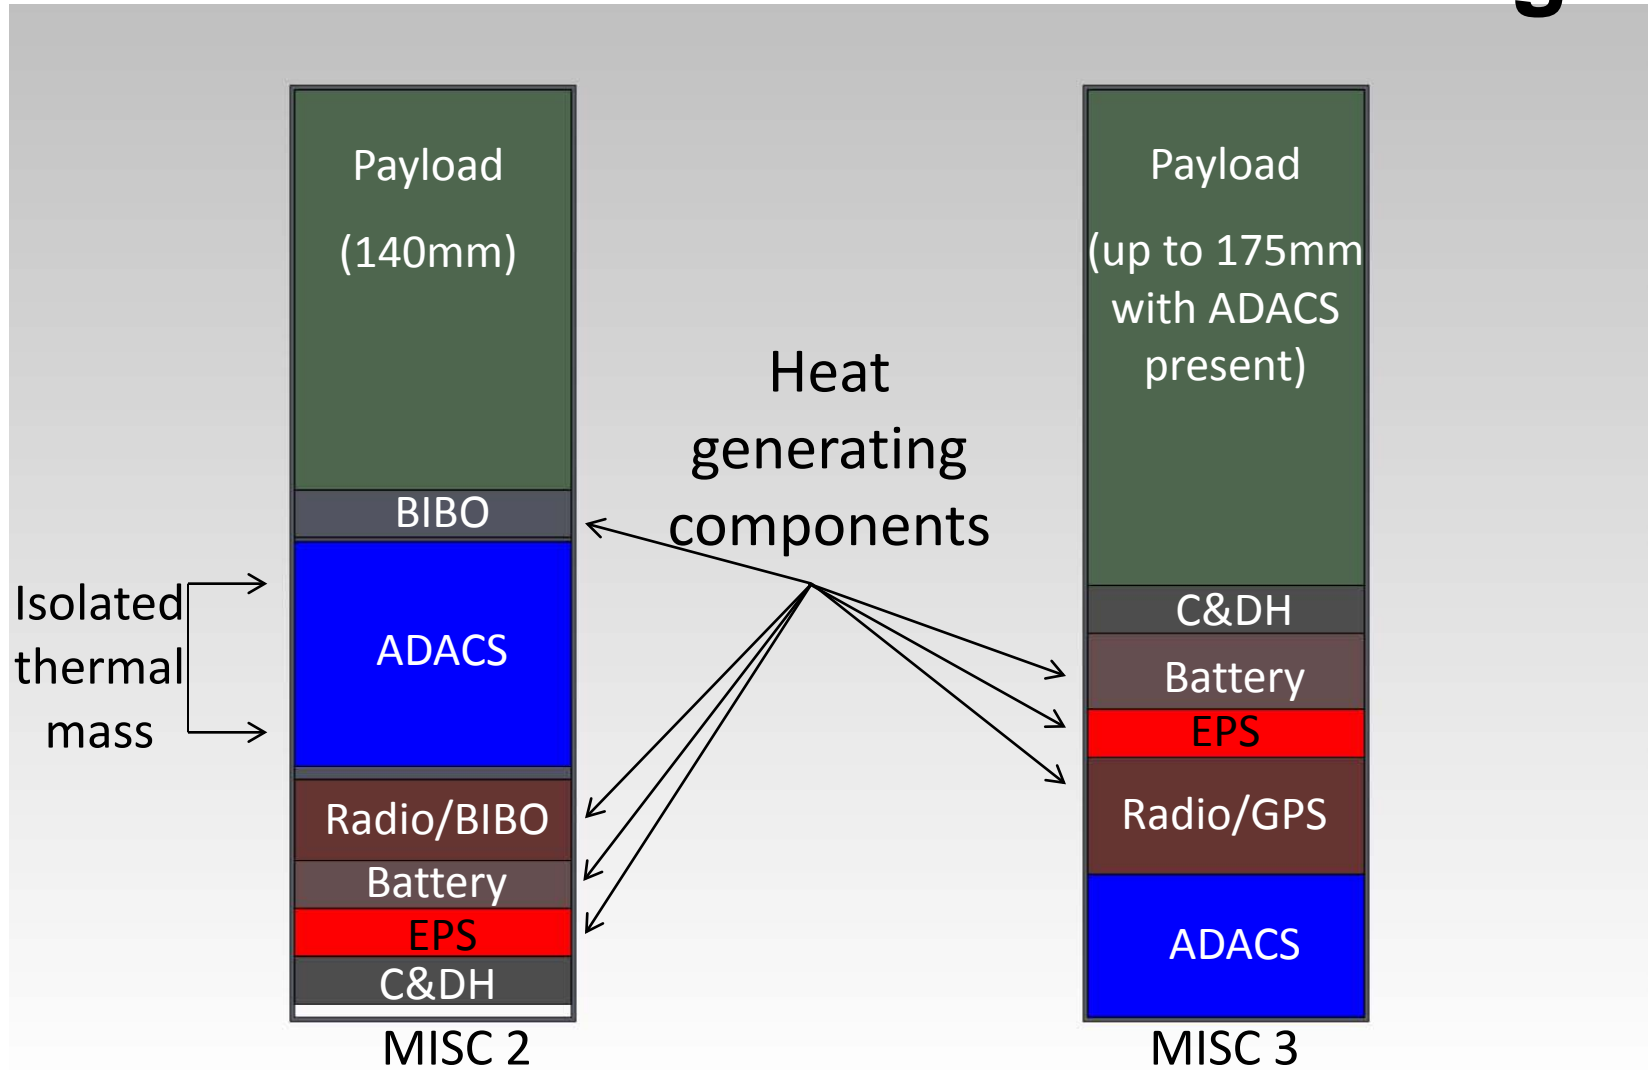 Payload
(140mm)
BIBO
ADACS
Radio/BIBO
Battery
EPS
C&DH
MISC 2
Isolated
thermal
mass
Heat
generating
components
Payload
(up to 175mm
with ADACS
present)
C&DH
Battery
EPS
Radio/GPS
ADACS
MISC 3